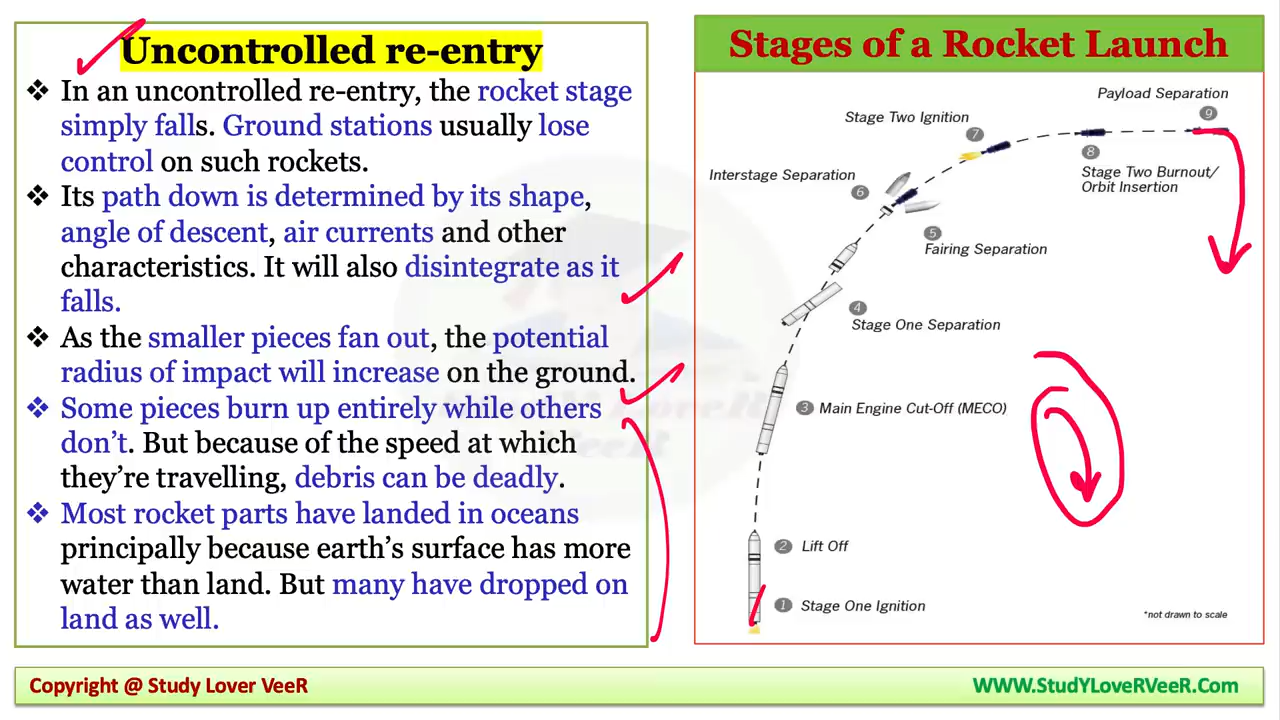 Uncontrolled re-entry
❖ In an uncontrolled re-entry, the rocket stage
simply falls. Ground stations usually lose
control on such rockets.
❖ Its path down is determined by its shape,
angle of descent, air currents and other
characteristics. It will also disintegrate as it
falls.
❖ As the smaller pieces fan out, the potential
radius of impact will increase on the ground.
❖ Some pieces burn up entirely while others
don't. But because of the speed at which
they're travelling, debris can be deadly.
❖ Most rocket parts have landed in oceans
principally because earth's surface has more
water than land. But many have dropped on
land as well.
Stages of a Rocket Launch
Payload Separation
9
Stage Two Ignition
7
8
Stage Two Burnout/
Orbit Insertion
Interstage Separation
6
5
Fairing Separation
4
Stage One Separation
3 Main Engine Cut-Off (MECO)
2 Lift Off
1 Stage One Ignition
*not drawn to scale
Copyright @ Study Lover VeeR
WWW.StudYLoveRVeeR.Com